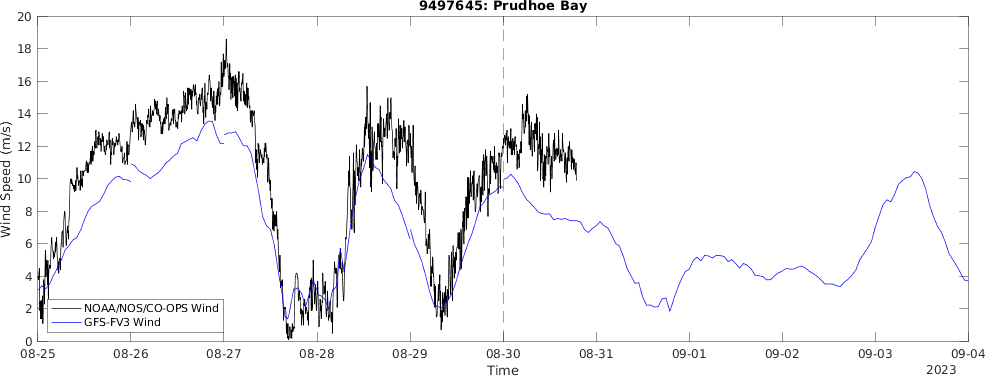 9497645: Prudhoe Bay
20
18
16
14
12
10
8
6
4
2
0
Wind Speed (m/s)
NOAA/NOS/CO-OPS Wind
GFS-FV3 Wind
08-25 08-26 08-27 08-28 08-29 08-30 08-31 09-01 09-02 09-03 09-04
Time
2023